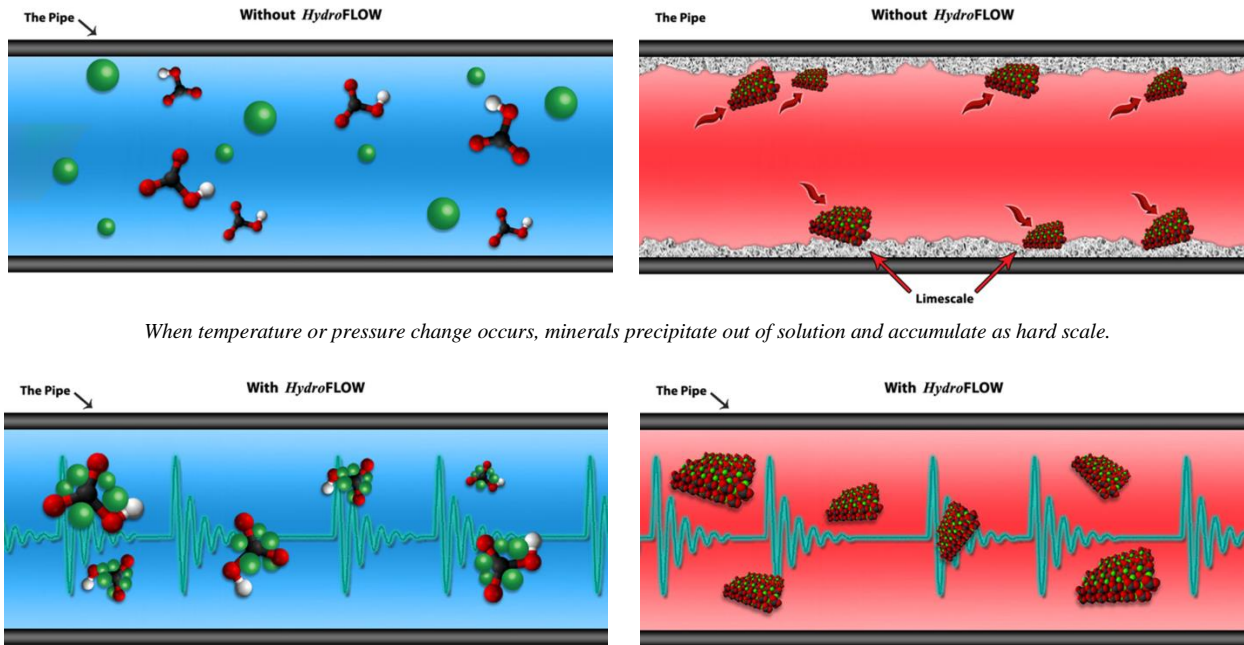 The Pipe
Without HydroFLOW
The Pipe
Without HydroFLOW
Limescale
When temperature or pressure change occurs, minerals precipitate out of solution and accumulate as hard scale.
The Pipe
With HydroFLOW
The Pipe
With HydroFLOW